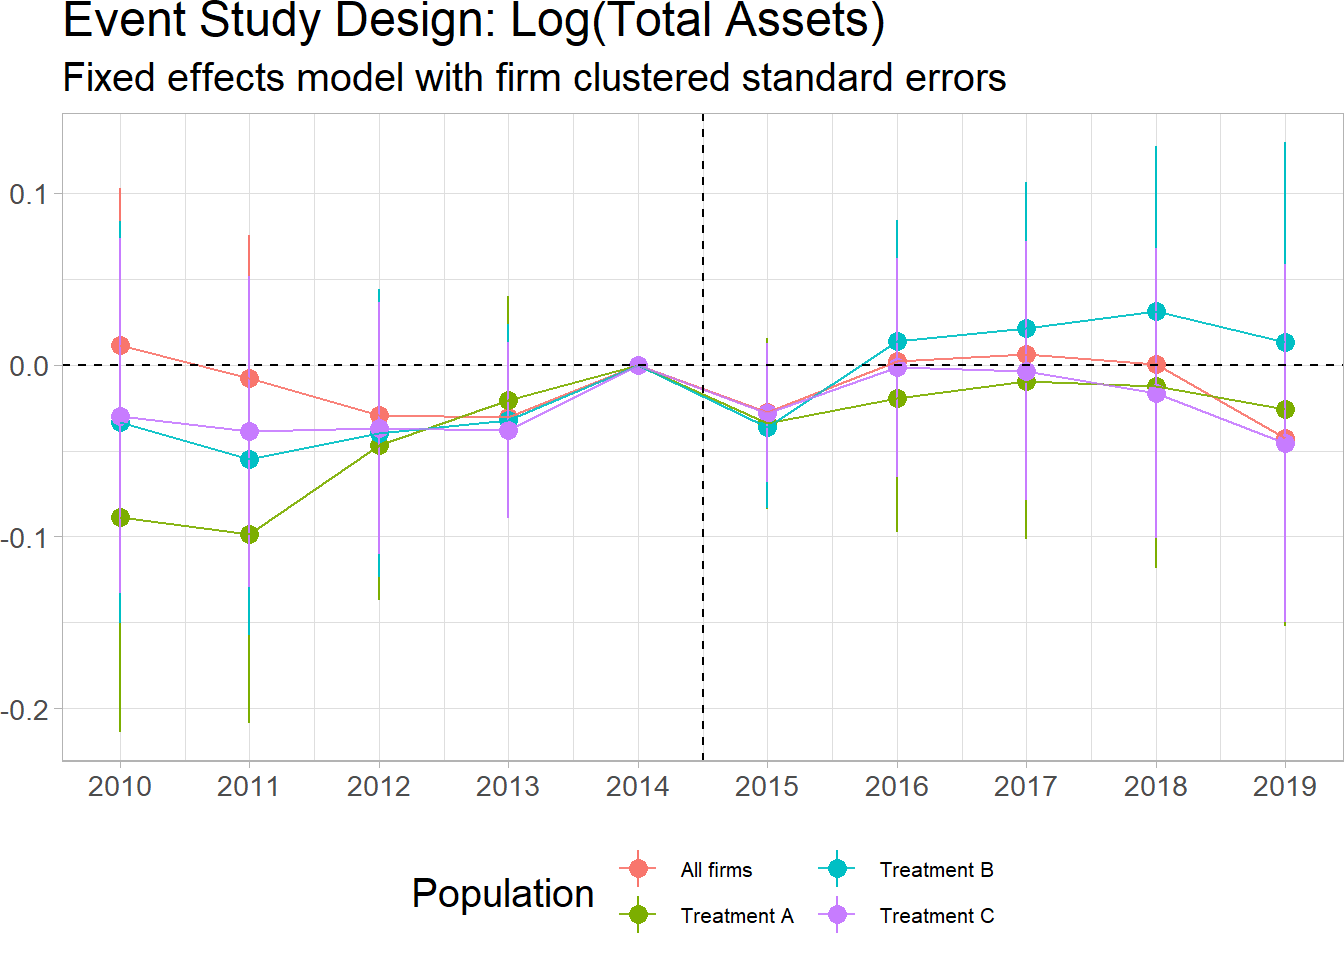 Event Study Design: Log(Total Assets)
Fixed effects model with firm clustered standard errors
0.1
0.0
-0.1
-0.2
2010 2011 2012 2013 2014 2015 2016 2017 2018 2019
Population
All firms
Treatment A
Treatment B
Treatment C